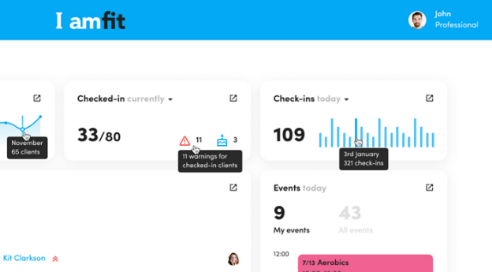 I amfit
John
Professional
Checked-in currently
Check-ins today
November
65 clients
33/80
11
3
11 warnings for
checked-in clients
109
3rd January
321 check-ins
Events today
9
43
My events
All events
12:00
7/13 Aerobics
Kit Clarkson